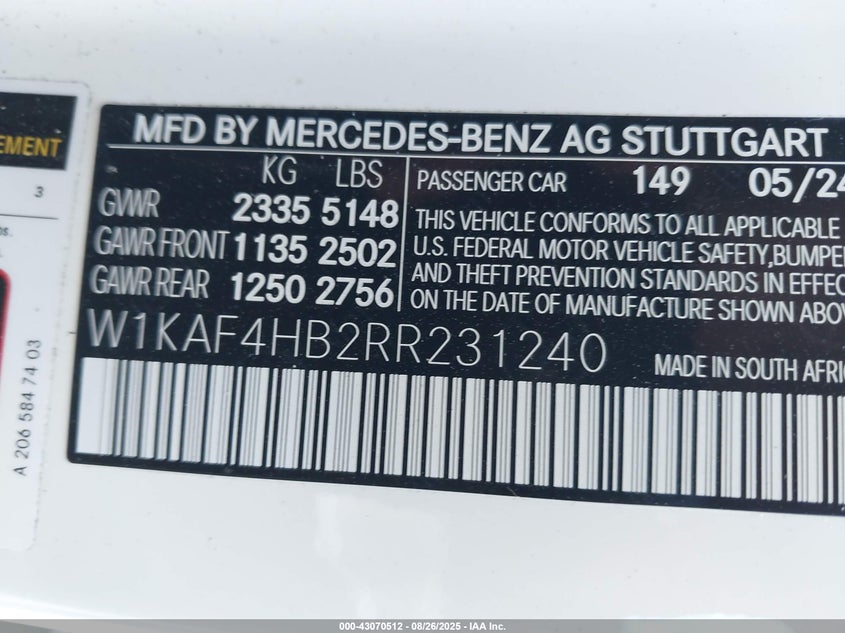 EMENT
3
A 206 584 74 03
MFD BY MERCEDES-BENZ AG STUTTGART
KG LBS
GVWR 2335 5148
GAWR FRONT 1135 2502
GAWR REAR 1250 2756
PASSENGER CAR 149 05/24
THIS VEHICLE CONFORMS TO ALL APPLICABLE
U.S. FEDERAL MOTOR VEHICLE SAFETY,BUMPER
AND THEFT PREVENTION STANDARDS IN EFFEC
ON THE DATE OF MANUFACTURE SHOWN ABOV
W1KAF4HB2RR231240
MADE IN SOUTH AFRIC
000-43070512 - 08/26/2025 - IAA Inc.